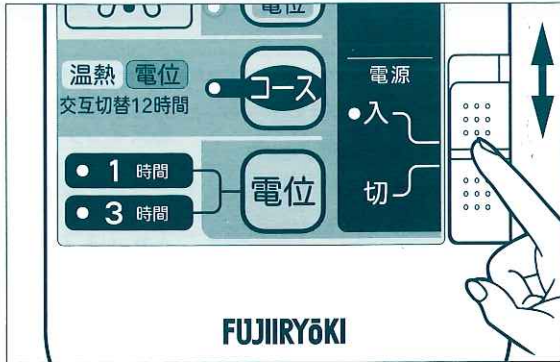 電位
温熱 電位
コース
交互切替12時間
電源
•入
切
• 1 時間
• 3 時間
電位
FUJIIRYōKI